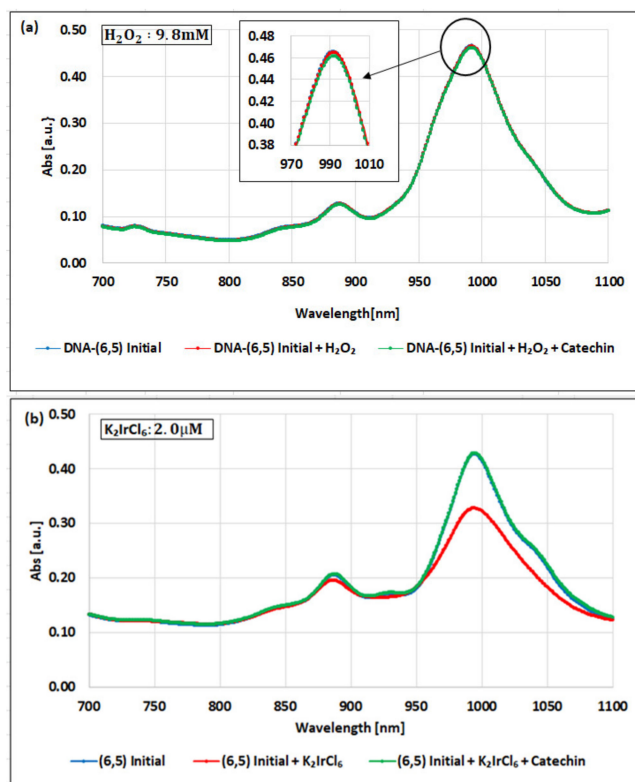 (a)
H₂O₂ : 9.8mM
0.50
0.40
0.30
0.20
0.10
0.00
Abs [a.u.}
0.48
0.46
0.44
0.42
0.40
0.38
970 990 1010
700 750 800 850 900 950 1000 1050 1100
Wavelength[nm]
DNA-(6,5) Initial DNA-(6,5) Initial + H₂O₂ DNA-(6,5) Initial + H₂O₂ + Catechin
(b)
K₂IrCl₆:2.0μM
0.50
0.40
0.30
0.20
0.10
0.00
Abs [a.u.]
700 750 800 850 900 950 1000 1050 1100
Wavelength [nm]
(6,5) Initial (6,5) Initial + K₂IrCl₆ (6,5) Initial + K₂IrCl₆ + Catechin